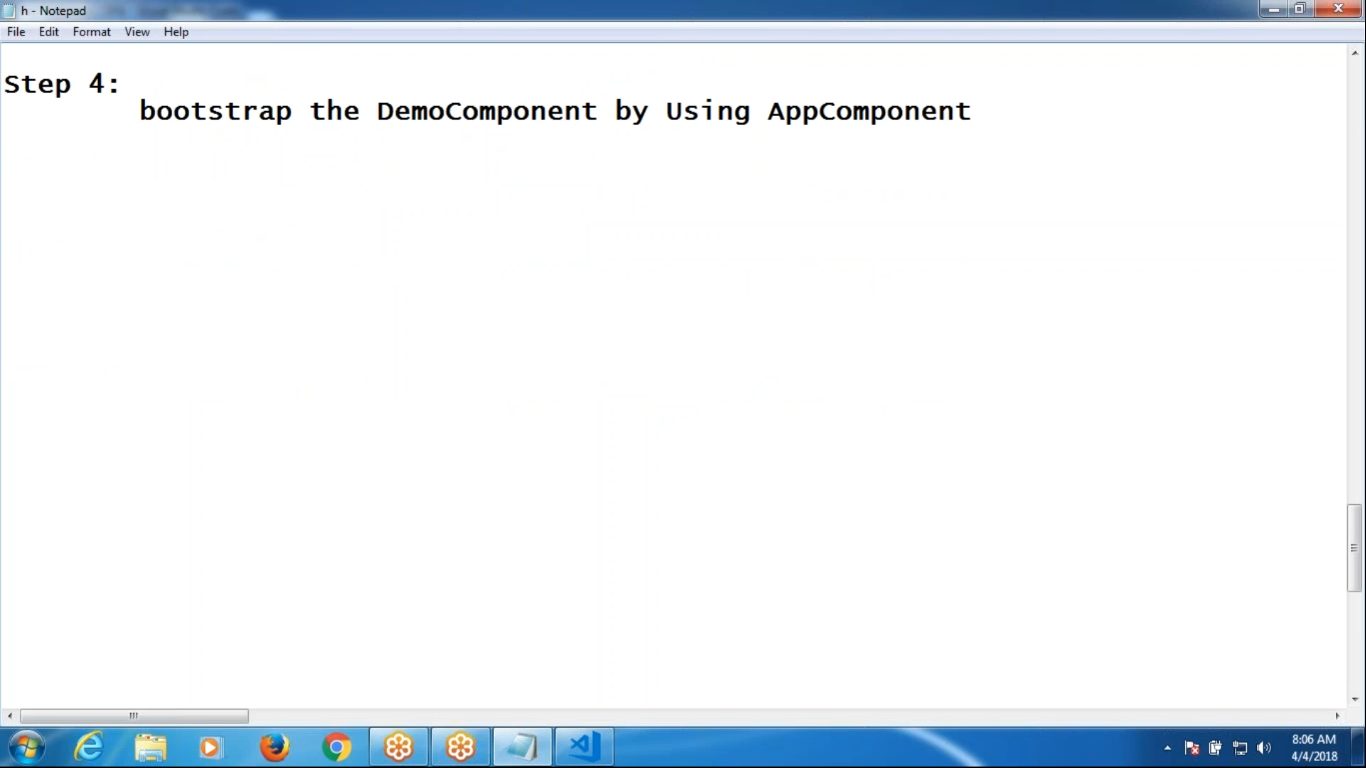 h - Notepad
File Edit Format View Help
Step 4:
bootstrap the DemoComponent by Using AppComponent
8:06 AM
4/4/2018